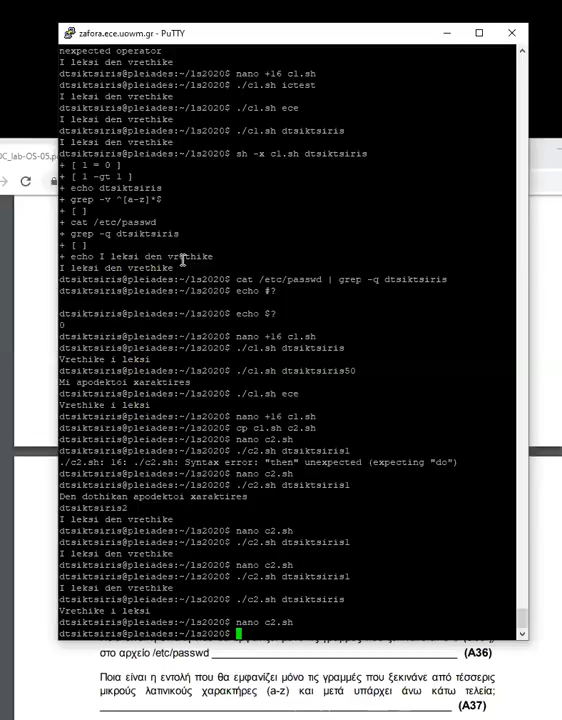 zafora.ece.uowm.gr - PuTTY
nexpected operator
I leksi den vrethike
dtsiktsiris@pleiades:~/ls2020$ nano +16 c1.sh
dtsiktsiris@pleiades:~/ls2020$ ./c1.sh ictest
I leksi den vrethike
dtsiktsiris@pleiades:~/ls2020$ ./c1.sh ece
I leksi den vrethike
dtsiktsiris@pleiades:~/ls2020$ ./c1.sh dtsiktsiris
I leksi den vrethike
dtsiktsiris@pleiades:~/ls2020$ sh -x c1.sh dtsiktsiris
+ [ 1 = 0 ]
+ [ 1 -gt 1 ]
+ echo dtsiktsiris
+ grep -v ^[a-z]*$
+ [ ]
+ cat /etc/passwd
+ grep -q dtsiktsiris
+ [ ]
+ echo I leksi den vrethike
I leksi den vrethike
dtsiktsiris@pleiades:~/ls2020$ cat /etc/passwd | grep -q dtsiktsiris
dtsiktsiris@pleiades:~/ls2020$ echo #?
dtsiktsiris@pleiades:~/ls2020$ echo $?
0
dtsiktsiris@pleiades:~/ls2020$ nano +16 c1.sh
dtsiktsiris@pleiades:~/ls2020$ ./c1.sh dtsiktsiris
Vrethike i leksi
dtsiktsiris@pleiades:~/ls2020$ ./c1.sh dtsiktsiris50
Mi apodektoi xaraktires
dtsiktsiris@pleiades:~/ls2020$ ./c1.sh ece
Vrethike i leksi
dtsiktsiris@pleiades:~/ls2020$ nano +16 c1.sh
dtsiktsiris@pleiades:~/ls2020$ cp c1.sh c2.sh
dtsiktsiris@pleiades:~/ls2020$ nano c2.sh
dtsiktsiris@pleiades:~/ls2020$ ./c2.sh dtsiktsiris1
./c2.sh: 16: ./c2.sh: Syntax error: "then" unexpected (expecting "do")
dtsiktsiris@pleiades:~/ls2020$ nano c2.sh
dtsiktsiris@pleiades:~/ls2020$ ./c2.sh dtsiktsiris1
Den dothikan apodektoi xaraktires
dtsiktsiris2
I leksi den vrethike
dtsiktsiris@pleiades:~/ls2020$ nano c2.sh
dtsiktsiris@pleiades:~/ls2020$ ./c2.sh dtsiktsiris1
I leksi den vrethike
dtsiktsiris@pleiades:~/ls2020$ nano c2.sh
dtsiktsiris@pleiades:~/ls2020$ ./c2.sh dtsiktsiris1
I leksi den vrethike
dtsiktsiris@pleiades:~/ls2020$ ./c2.sh dtsiktsiris
Vrethike i leksi
dtsiktsiris@pleiades:~/ls2020$ nano c2.sh
dtsiktsiris@pleiades:~/ls2020$
DC_lab-OS-05.p
στο αρχείο /etc/passwd ______ (A36)
Ποια είναι η εντολή που θα εμφανίζει μόνο τις γραμμές που ξεκινάνε από τέσσερις
μικρούς λατινικούς χαρακτήρες (a-z) και μετά υπάρχει άνω κάτω τελεία;
______ (A37)